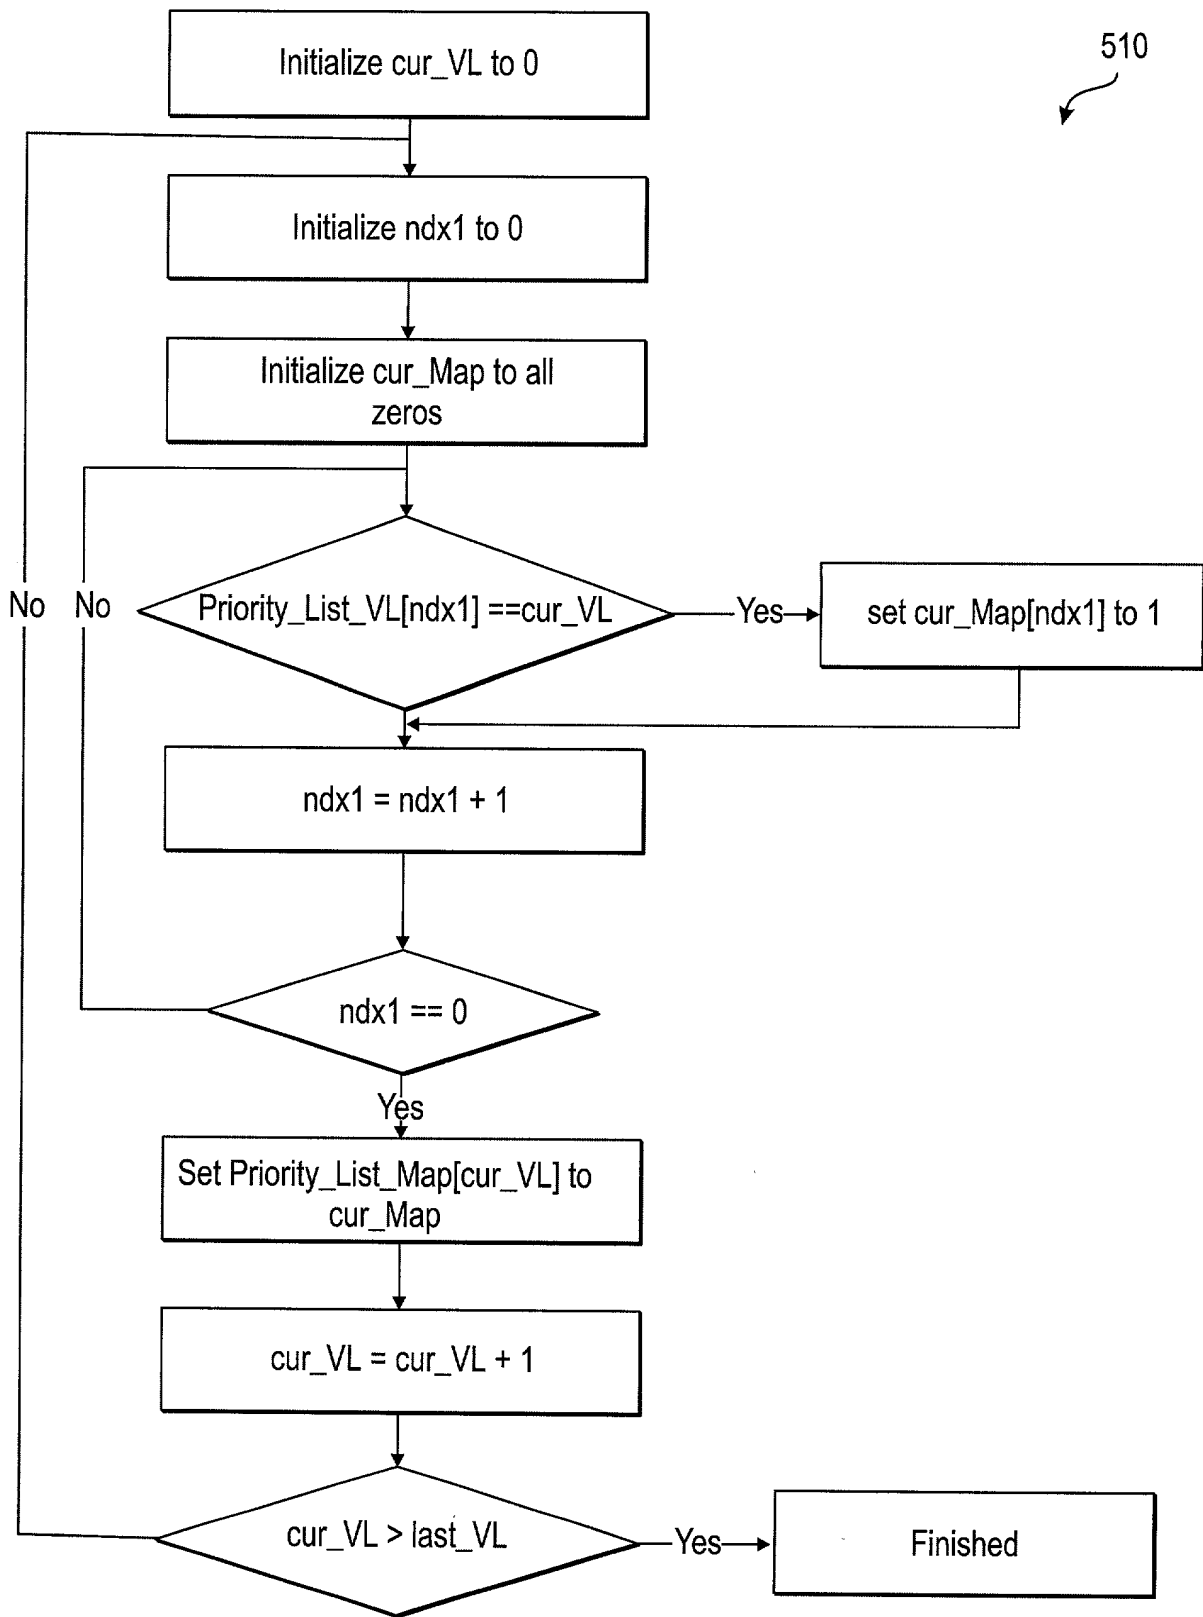 510
Initialize cur_VL to 0
Initialize ndx1 to 0
Initialize cur_Map to all
zeros
No
No
Priority_List_VL[ndx1] ==cur_VL
Yes
set cur_Map[ndx1] to 1
ndx1 = ndx1 + 1
ndx1 == 0
Yes
Set Priority_List_Map[cur_VL] to
cur_Map
cur_VL = cur_VL + 1
cur_VL > last_VL
Yes
Finished